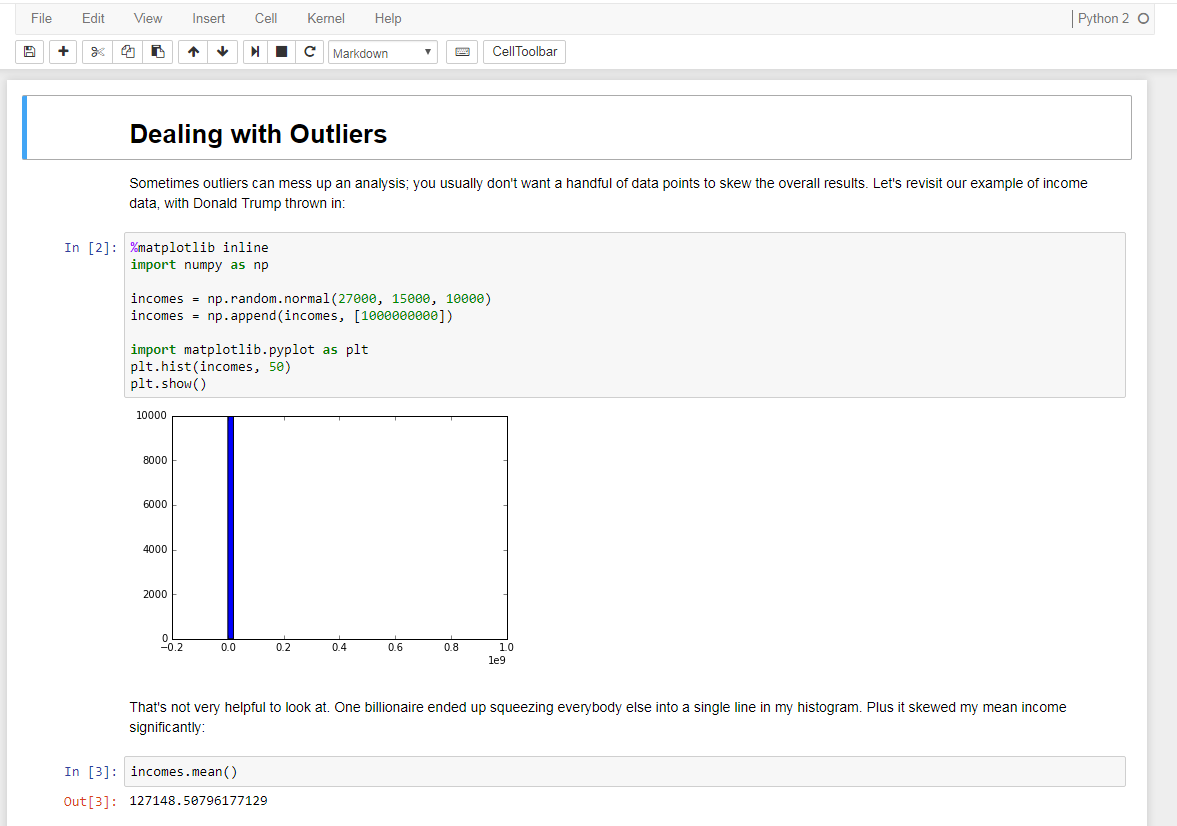 File Edit View Insert Cell Kernel Help Python 2
Markdown CellToolbar
Dealing with Outliers
Sometimes outliers can mess up an analysis; you usually don't want a handful of data points to skew the overall results. Let's revisit our example of income
data, with Donald Trump thrown in:
In [2]: %matplotlib inline
import numpy as np
incomes = np.random.normal(27000, 15000, 10000)
incomes = np.append(incomes, [1000000000])
import matplotlib.pyplot as plt
plt.hist(incomes, 50)
plt.show()
10000
8000
6000
4000
2000
0
−0.2 0.0 0.2 0.4 0.6 0.8 1.0
1e9
That's not very helpful to look at. One billionaire ended up squeezing everybody else into a single line in my histogram. Plus it skewed my mean income
significantly:
In [3]: incomes.mean()
Out[3]: 127148.50796177129